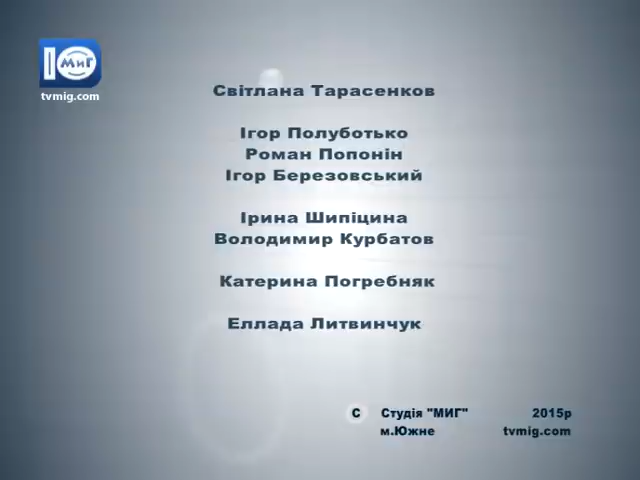 Ю МиГ
tvmig.com
Світлана Тарасенков
Ігор Полуботько
Роман Попонін
Ігор Березовський
Ірина Шипіцина
Володимир Курбатов
Катерина Погребняк
Еллада Литвинчук
С Студія "МИГ" 2015р
м.Южне tvmig.com